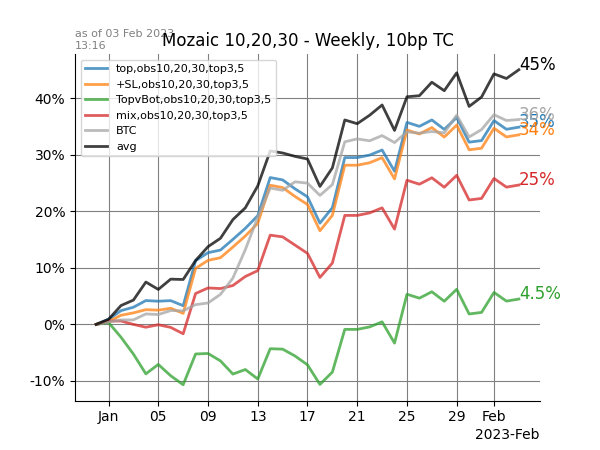 as of 03 Feb 2023
13:16
Mozaic 10,20,30 - Weekly, 10bp TC
top,obs10,20,30,top3,5
+SL,obs10,20,30,top3,5
TopvBot,obs10,20,30,top3,5
mix,obs10,20,30,top3,5
BTC
avg
45%
36%
35%
34%
25%
4.5%
40%
30%
20%
10%
0%
-10%
Jan 05 09 13 17 21 25 29 Feb
2023-Feb